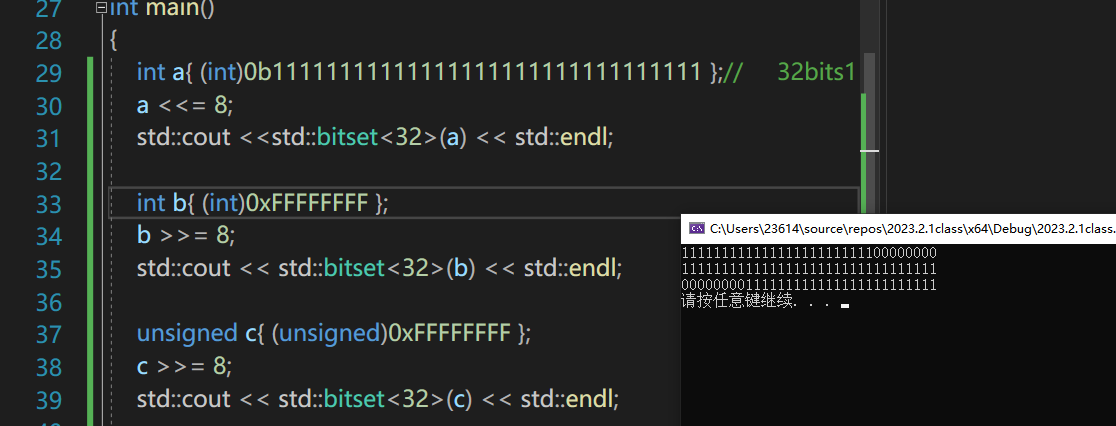 27 int main()
28 {
29 int a{ (int)0b11111111111111111111111111111111 };// 32bits1
30 a <<= 8;
31 std::cout <<std::bitset<32>(a) << std::endl;
32
33 int b{ (int)0xFFFFFFFF };
34 b >>= 8;
35 std::cout << std::bitset<32>(b) << std::endl;
36
37 unsigned c{ (unsigned)0xFFFFFFFF };
38 c >>= 8;
39 std::cout << std::bitset<32>(c) << std::endl;
C:\Users\23614\source\repos\2023.2.1class\x64\Debug\2023.2.1class.
11111111111111111111111100000000
11111111111111111111111111111111
00000000111111111111111111111111
请按任意键继续. . .